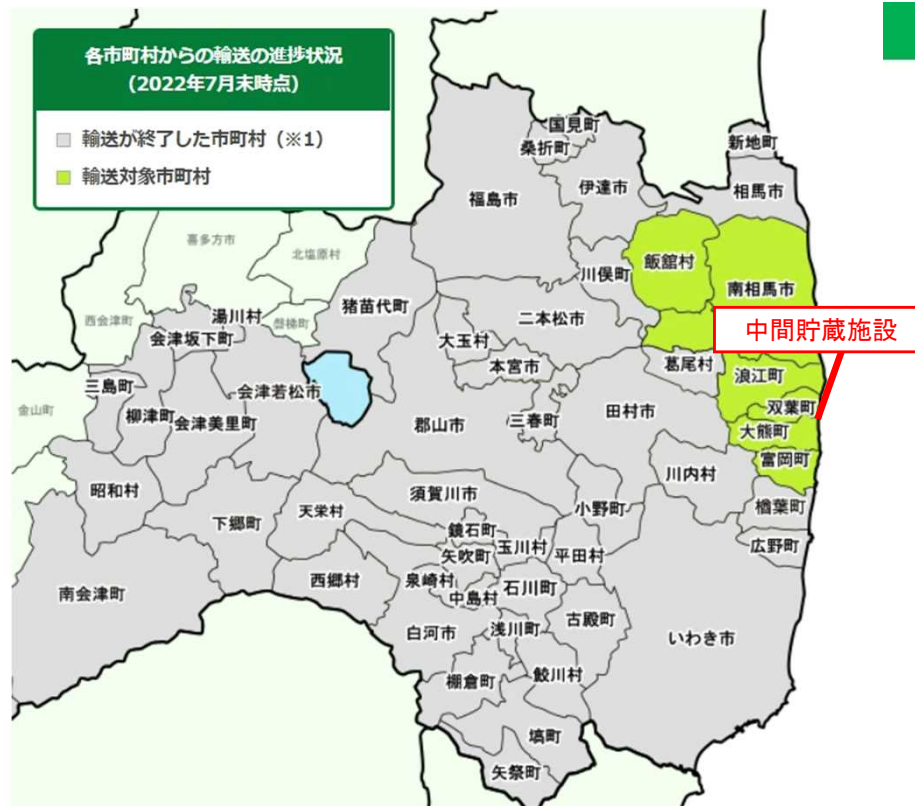 各市町村からの輸送の進捗状況
（2022年7月末時点）
輸送が終了した市町村（※1）
輸送対象市町村
国見町
桑折町
新地町
伊達市
相馬市
福島市
喜多方市
北塩原村
川俣町
飯舘村
南相馬市
猪苗代町
湯川村
西会津町
磐梯町
二本松市
会津坂下町
大玉村
中間貯蔵施設
本宮市
葛尾村
浪江町
三島町
会津若松市
金山町
柳津町
会津美里町
郡山市
三春町
田村市
双葉町
大熊町
富岡町
川内村
昭和村
須賀川市
小野町
楢葉町
下郷町
天栄村
鏡石町
玉川村
広野町
矢吹町
平田村
南会津町
西郷村
泉崎村
中島村
石川町
古殿町
白河市
浅川町
いわき市
棚倉町
鮫川村
塙町
矢祭町